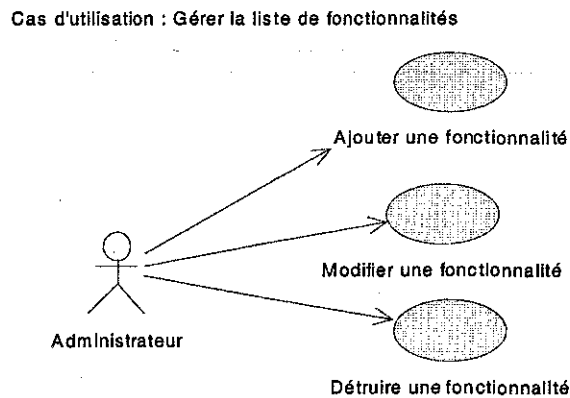 Cas d'utilisation : Gérer la liste de fonctionnalités
Ajouter une fonctionnalité
Modifier une fonctionnalité
Administrateur
Détruire une fonctionnalité